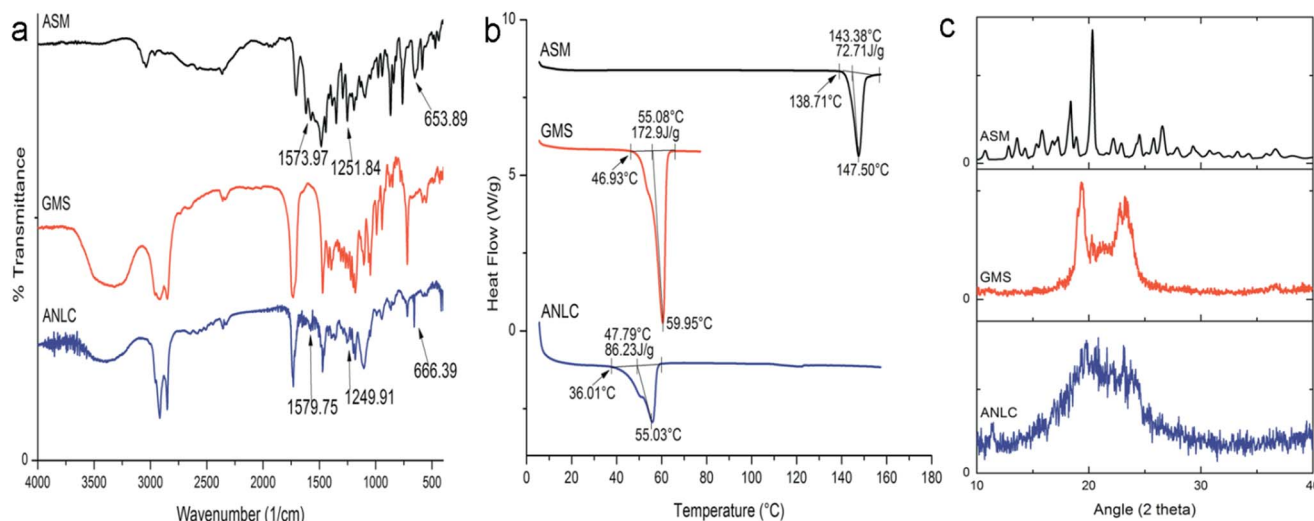 a
ASM
653.89
1573.97
1251.84
GMS
ANLC
666.39
1579.75
1249.91
% Transmittance
0
4000
3500
3000
2500
2000
1500
1000
500
Wavenumber (1/cm)
b
10
5
0
ASM
143.38°C
72.71J/g
138.71°C
147.50°C
GMS
55.08°C
172.9J/g
46.93°C
59.95°C
ANLC
47.79°C
86.23J/g
36.01°C
55.03°C
Heat Flow (W/g)
0
20
40
60
80
100
120
140
160
180
Temperature (°C)
c
ASM
0
GMS
0
ANLC
0
10
20
30
40
Angle (2 theta)